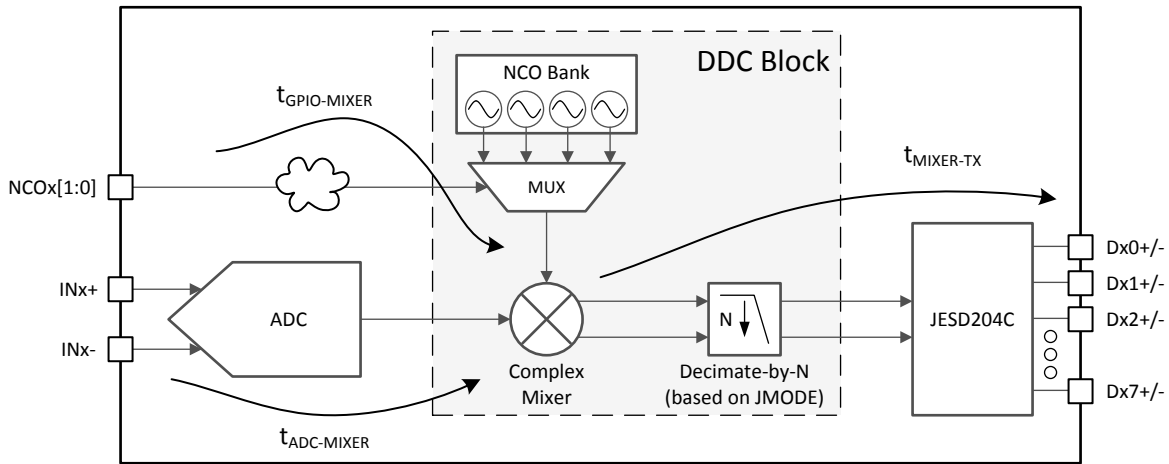 NCO Bank
DDC Block
tGPIO-MIXER
tMIXER-TX
MUX
NCOx[1:0]
Dx0+/-
INx+
Dx1+/-
ADC
N
JESD204C
Dx2+/-
INx-
Complex
Mixer
Decimate-by-N
(based on JMODE)
Dx7+/-
tADC-MIXER